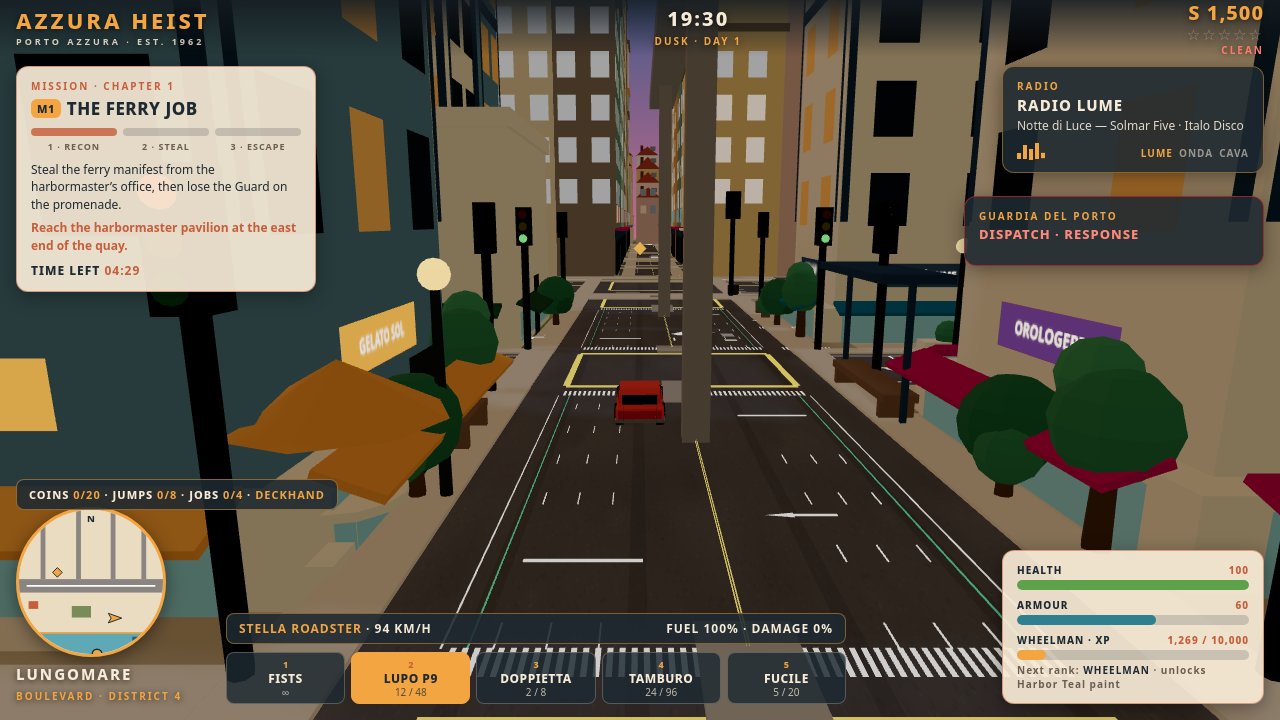 AZZURA HEIST
PORTO AZZURA · EST. 1962
19:30
DUSK · DAY 1
S 1,500
☆☆☆☆☆
CLEAN
MISSION · CHAPTER 1
M1 THE FERRY JOB
1 · RECON 2 · STEAL 3 · ESCAPE
Steal the ferry manifest from the
harbormaster's office, then lose the Guard on
the promenade.
Reach the harbormaster pavilion at the east
end of the quay.
TIME LEFT 04:29
RADIO
RADIO LUME
Notte di Luce — Solmar Five · Italo Disco
LUME ONDA CAVA
GUARDIA DEL PORTO
DISPATCH · RESPONSE
GELATO SOL
COINS 0/20 · JUMPS 0/8 · JOBS 0/4 · DECKHAND
N
LUNGOMARE
BOULEVARD · DISTRICT 4
STELLA ROADSTER · 94 KM/H
FUEL 100% · DAMAGE 0%
1
FISTS
∞
2
LUPO P9
12 / 48
3
DOPPIETTA
2 / 8
4
TAMBURO
24 / 96
5
FUCILE
5 / 20
HEALTH 100
ARMOUR 60
WHEELMAN · XP 1,269 / 10,000
Next rank: WHEELMAN · unlocks
Harbor Teal paint